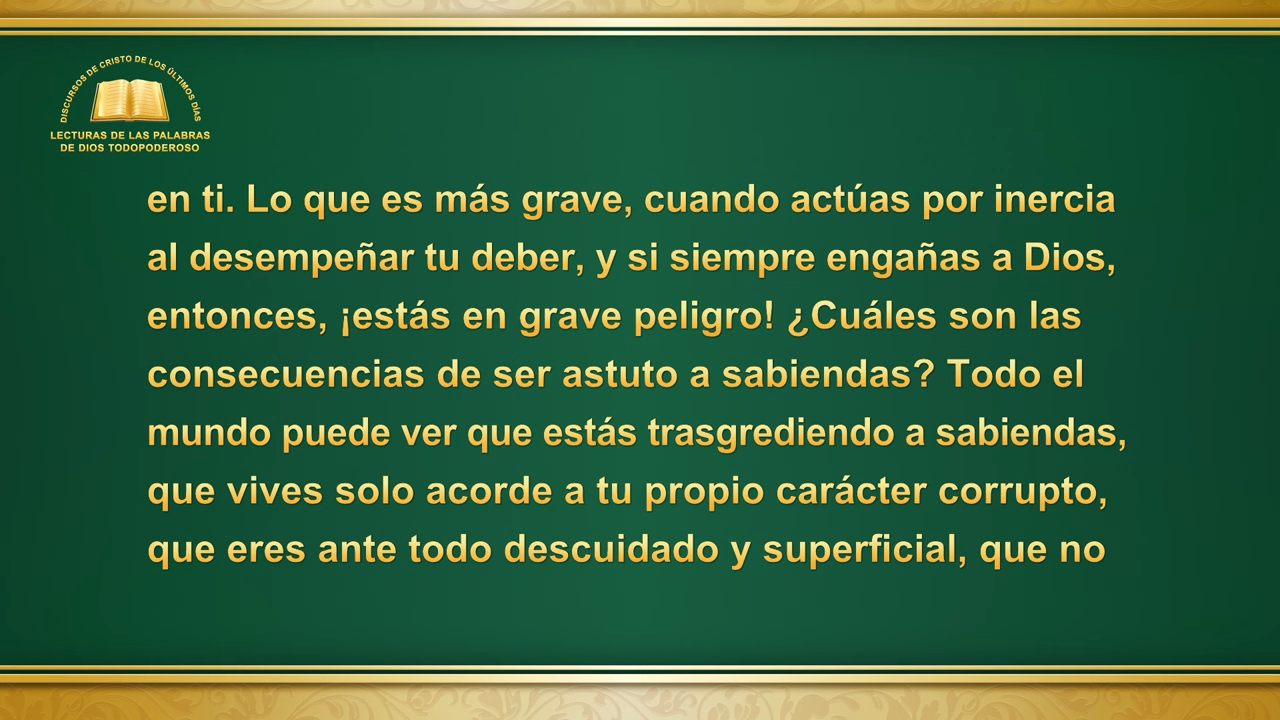 DISCURSOS DE CRISTO DE LOS ÚLTIMOS DÍAS
LECTURAS DE LAS PALABRAS
DE DIOS TODOPODEROSO
en ti. Lo que es más grave, cuando actúas por inercia
al desempeñar tu deber, y si siempre engañas a Dios,
entonces, ¡estás en grave peligro! ¿Cuáles son las
consecuencias de ser astuto a sabiendas? Todo el
mundo puede ver que estás trasgrediendo a sabiendas,
que vives solo acorde a tu propio carácter corrupto,
que eres ante todo descuidado y superficial, que no